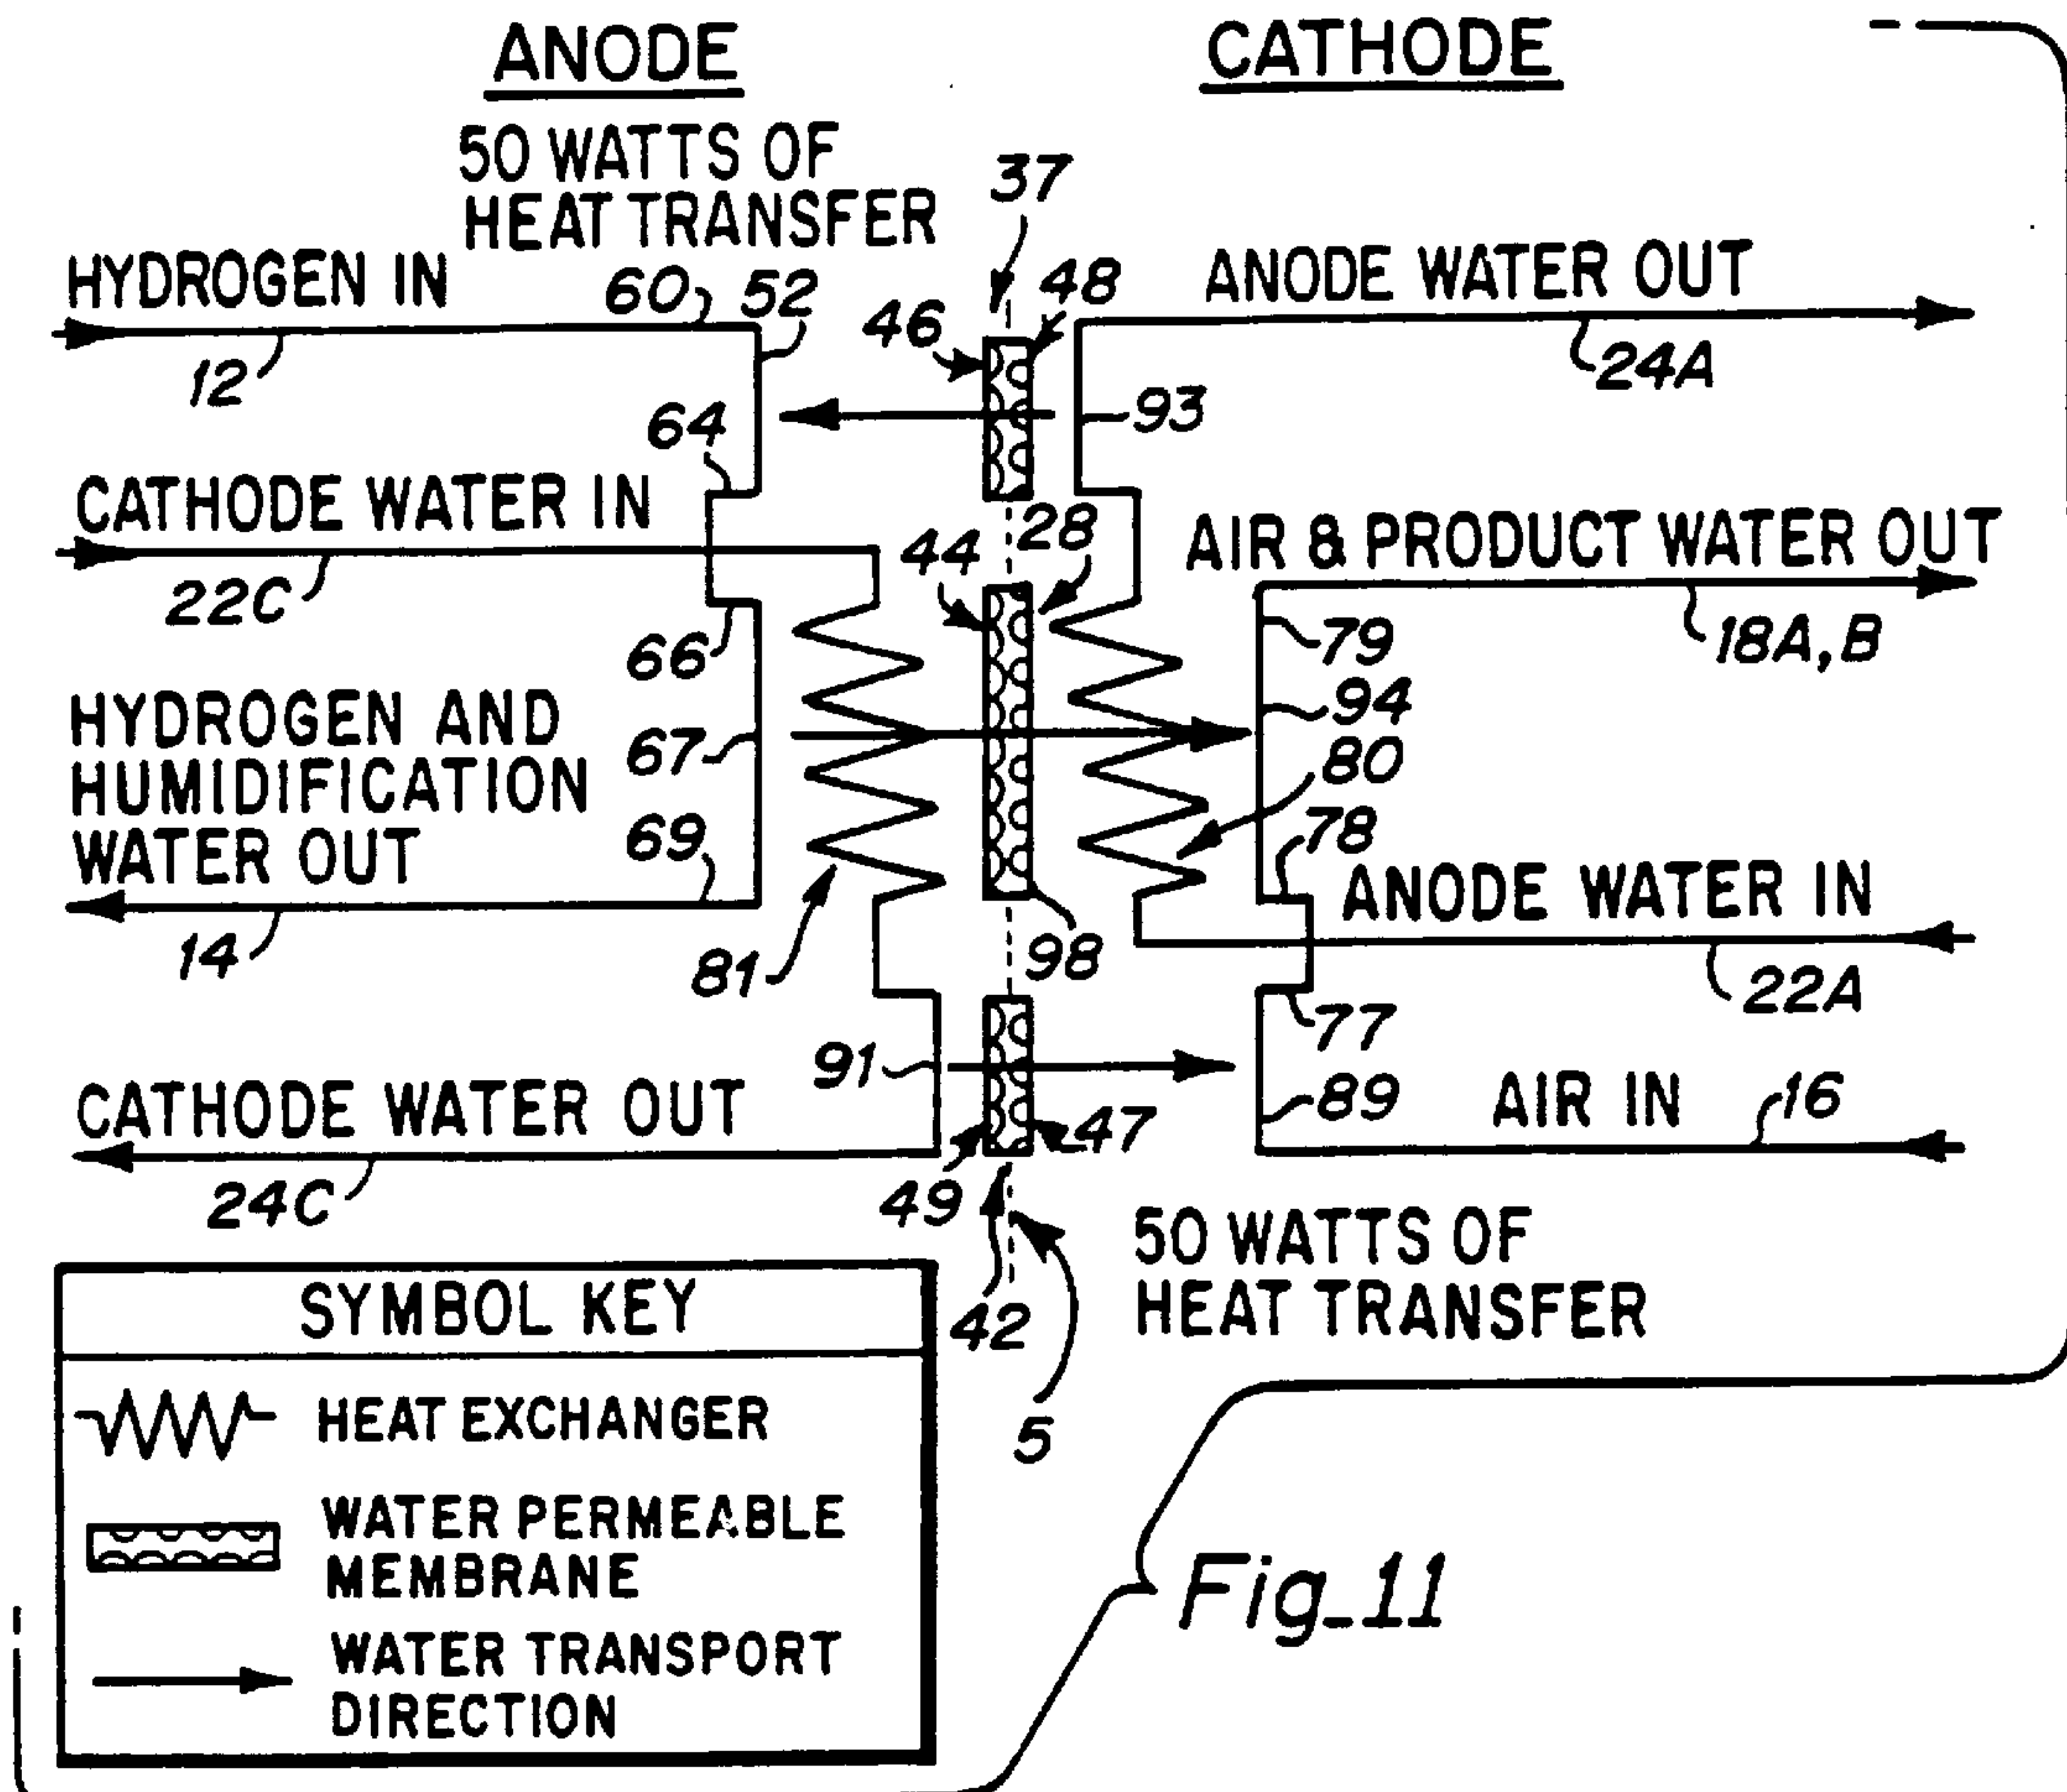 ANODE
CATHODE
50 WATTS OF
HEAT TRANSFER
37
HYDROGEN IN
60
52
46
48
ANODE WATER OUT
12
24A
64
93
CATHODE WATER IN
44
28
AIR & PRODUCT WATER OUT
22C
66
79
18A,B
HYDROGEN AND
HUMIDIFICATION
WATER OUT
67
94
80
69
78
ANODE WATER IN
14
81
98
22A
77
91
CATHODE WATER OUT
89
AIR IN
16
47
24C
49
50 WATTS OF
HEAT TRANSFER
42
5
SYMBOL KEY
HEAT EXCHANGER
WATER PERMEABLE
MEMBRANE
WATER TRANSPORT
DIRECTION
Fig_11